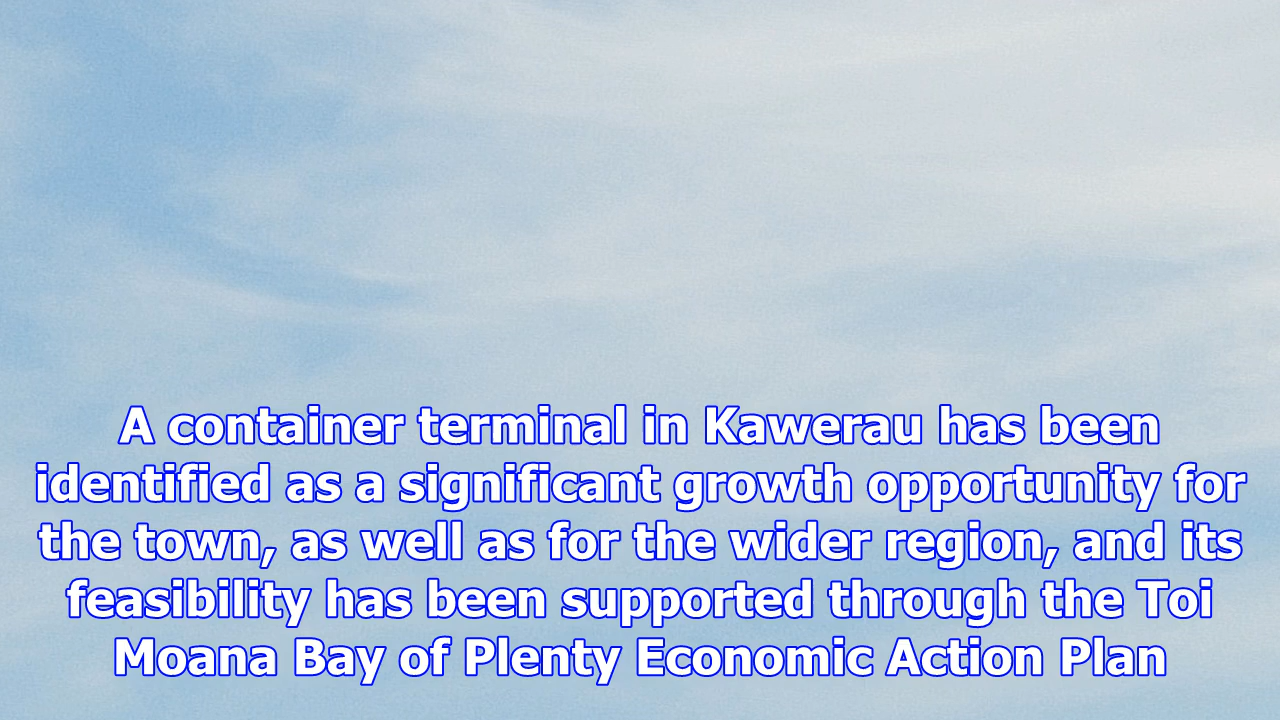 A container terminal in Kawerau has been
identified as a significant growth opportunity for
the town, as well as for the wider region, and its
feasibility has been supported through the Toi
Moana Bay of Plenty Economic Action Plan